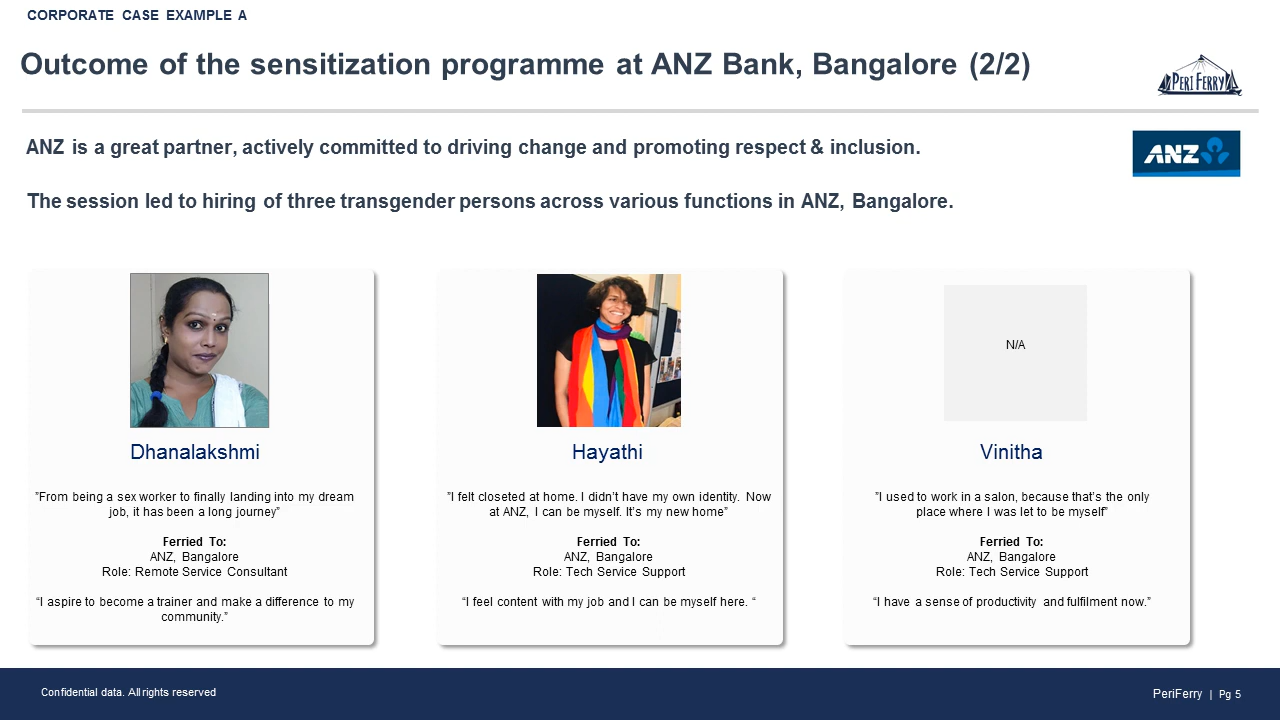 CORPORATE CASE EXAMPLE A
Outcome of the sensitization programme at ANZ Bank, Bangalore (2/2)
PERI FERRY
ANZ is a great partner, actively committed to driving change and promoting respect & inclusion.
ANZ
The session led to hiring of three transgender persons across various functions in ANZ, Bangalore.
Dhanalakshmi
”From being a sex worker to finally landing into my dream
job, it has been a long journey”
Ferried To:
ANZ, Bangalore
Role: Remote Service Consultant
“I aspire to become a trainer and make a difference to my
community.”
Hayathi
”I felt closeted at home. I didn’t have my own identity. Now
at ANZ, I can be myself. It’s my new home”
Ferried To:
ANZ, Bangalore
Role: Tech Service Support
“I feel content with my job and I can be myself here. “
N/A
Vinitha
”I used to work in a salon, because that’s the only
place where I was let to be myself”
Ferried To:
ANZ, Bangalore
Role: Tech Service Support
“I have a sense of productivity and fulfilment now.”
Confidential data. All rights reserved
PeriFerry | Pg 5